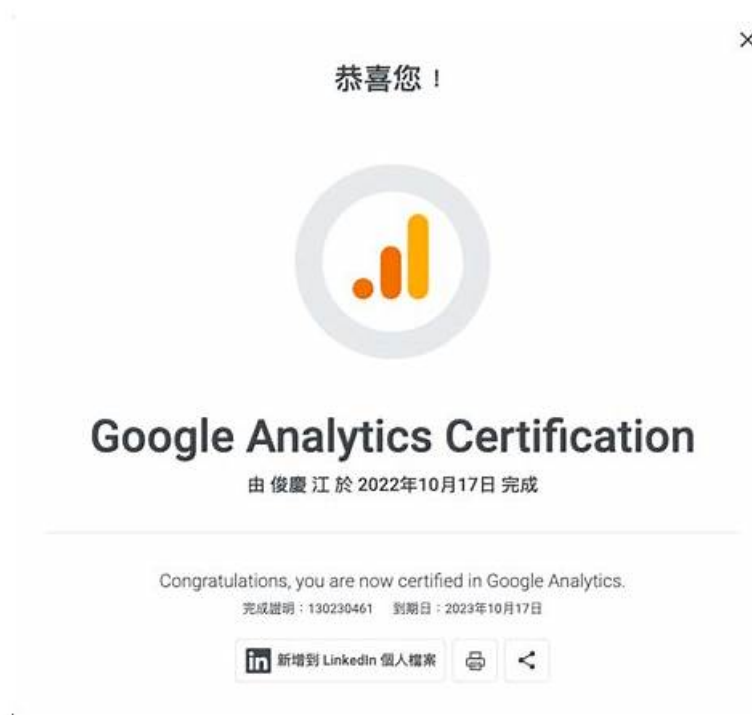 恭喜您！
Google Analytics Certification
由 俊慶 江 於 2022年10月17日 完成
Congratulations, you are now certified in Google Analytics.
完成證明：130230461 到期日：2023年10月17日
in 新增到 LinkedIn 個人檔案